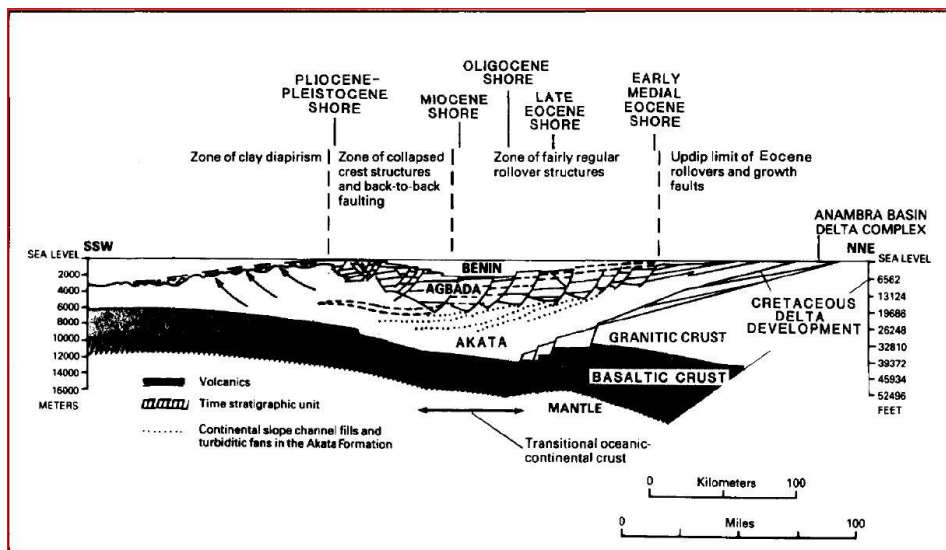 PLIOCENE-
PLEISTOCENE
SHORE
MIOCENE
SHORE
OLIGOCENE
SHORE
LATE
EOCENE
SHORE
EARLY
MEDIAL
EOCENE
SHORE
Zone of clay diapirism
Zone of collapsed
crest structures
and back-to-back
faulting
Zone of fairly regular
rollover structures
Updip limit of Eocene
rollovers and growth
faults
ANAMBRA BASIN
DELTA COMPLEX
SSW
NNE
SEA LEVEL
2000
4000
6000
8000
10000
12000
14000
16000
METERS
SEA LEVEL
6562
13124
19686
26248
32810
39372
45934
52496
FEET
BENIN
AGBADA
AKATA
CRETACEOUS
DELTA
DEVELOPMENT
GRANITIC CRUST
BASALTIC CRUST
MANTLE
Volcanics
Time stratigraphic unit
Continental slope channel fills and
turbiditic fans in the Akata Formation
Transitional oceanic-
continental crust
0 Kilometers 100
0 Miles 100